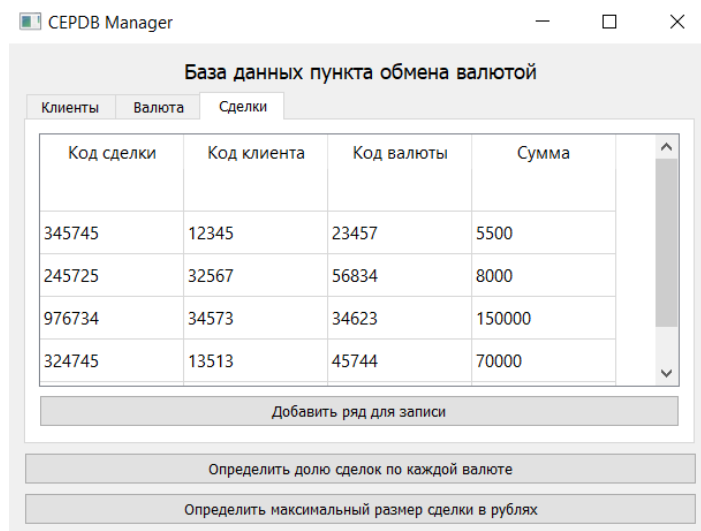 CEPDB Manager
База данных пункта обмена валютой
Клиенты Валюта Сделки
Код сделки Код клиента Код валюты Сумма
345745 12345 23457 5500
245725 32567 56834 8000
976734 34573 34623 150000
324745 13513 45744 70000
Добавить ряд для записи
Определить долю сделок по каждой валюте
Определить максимальный размер сделки в рублях